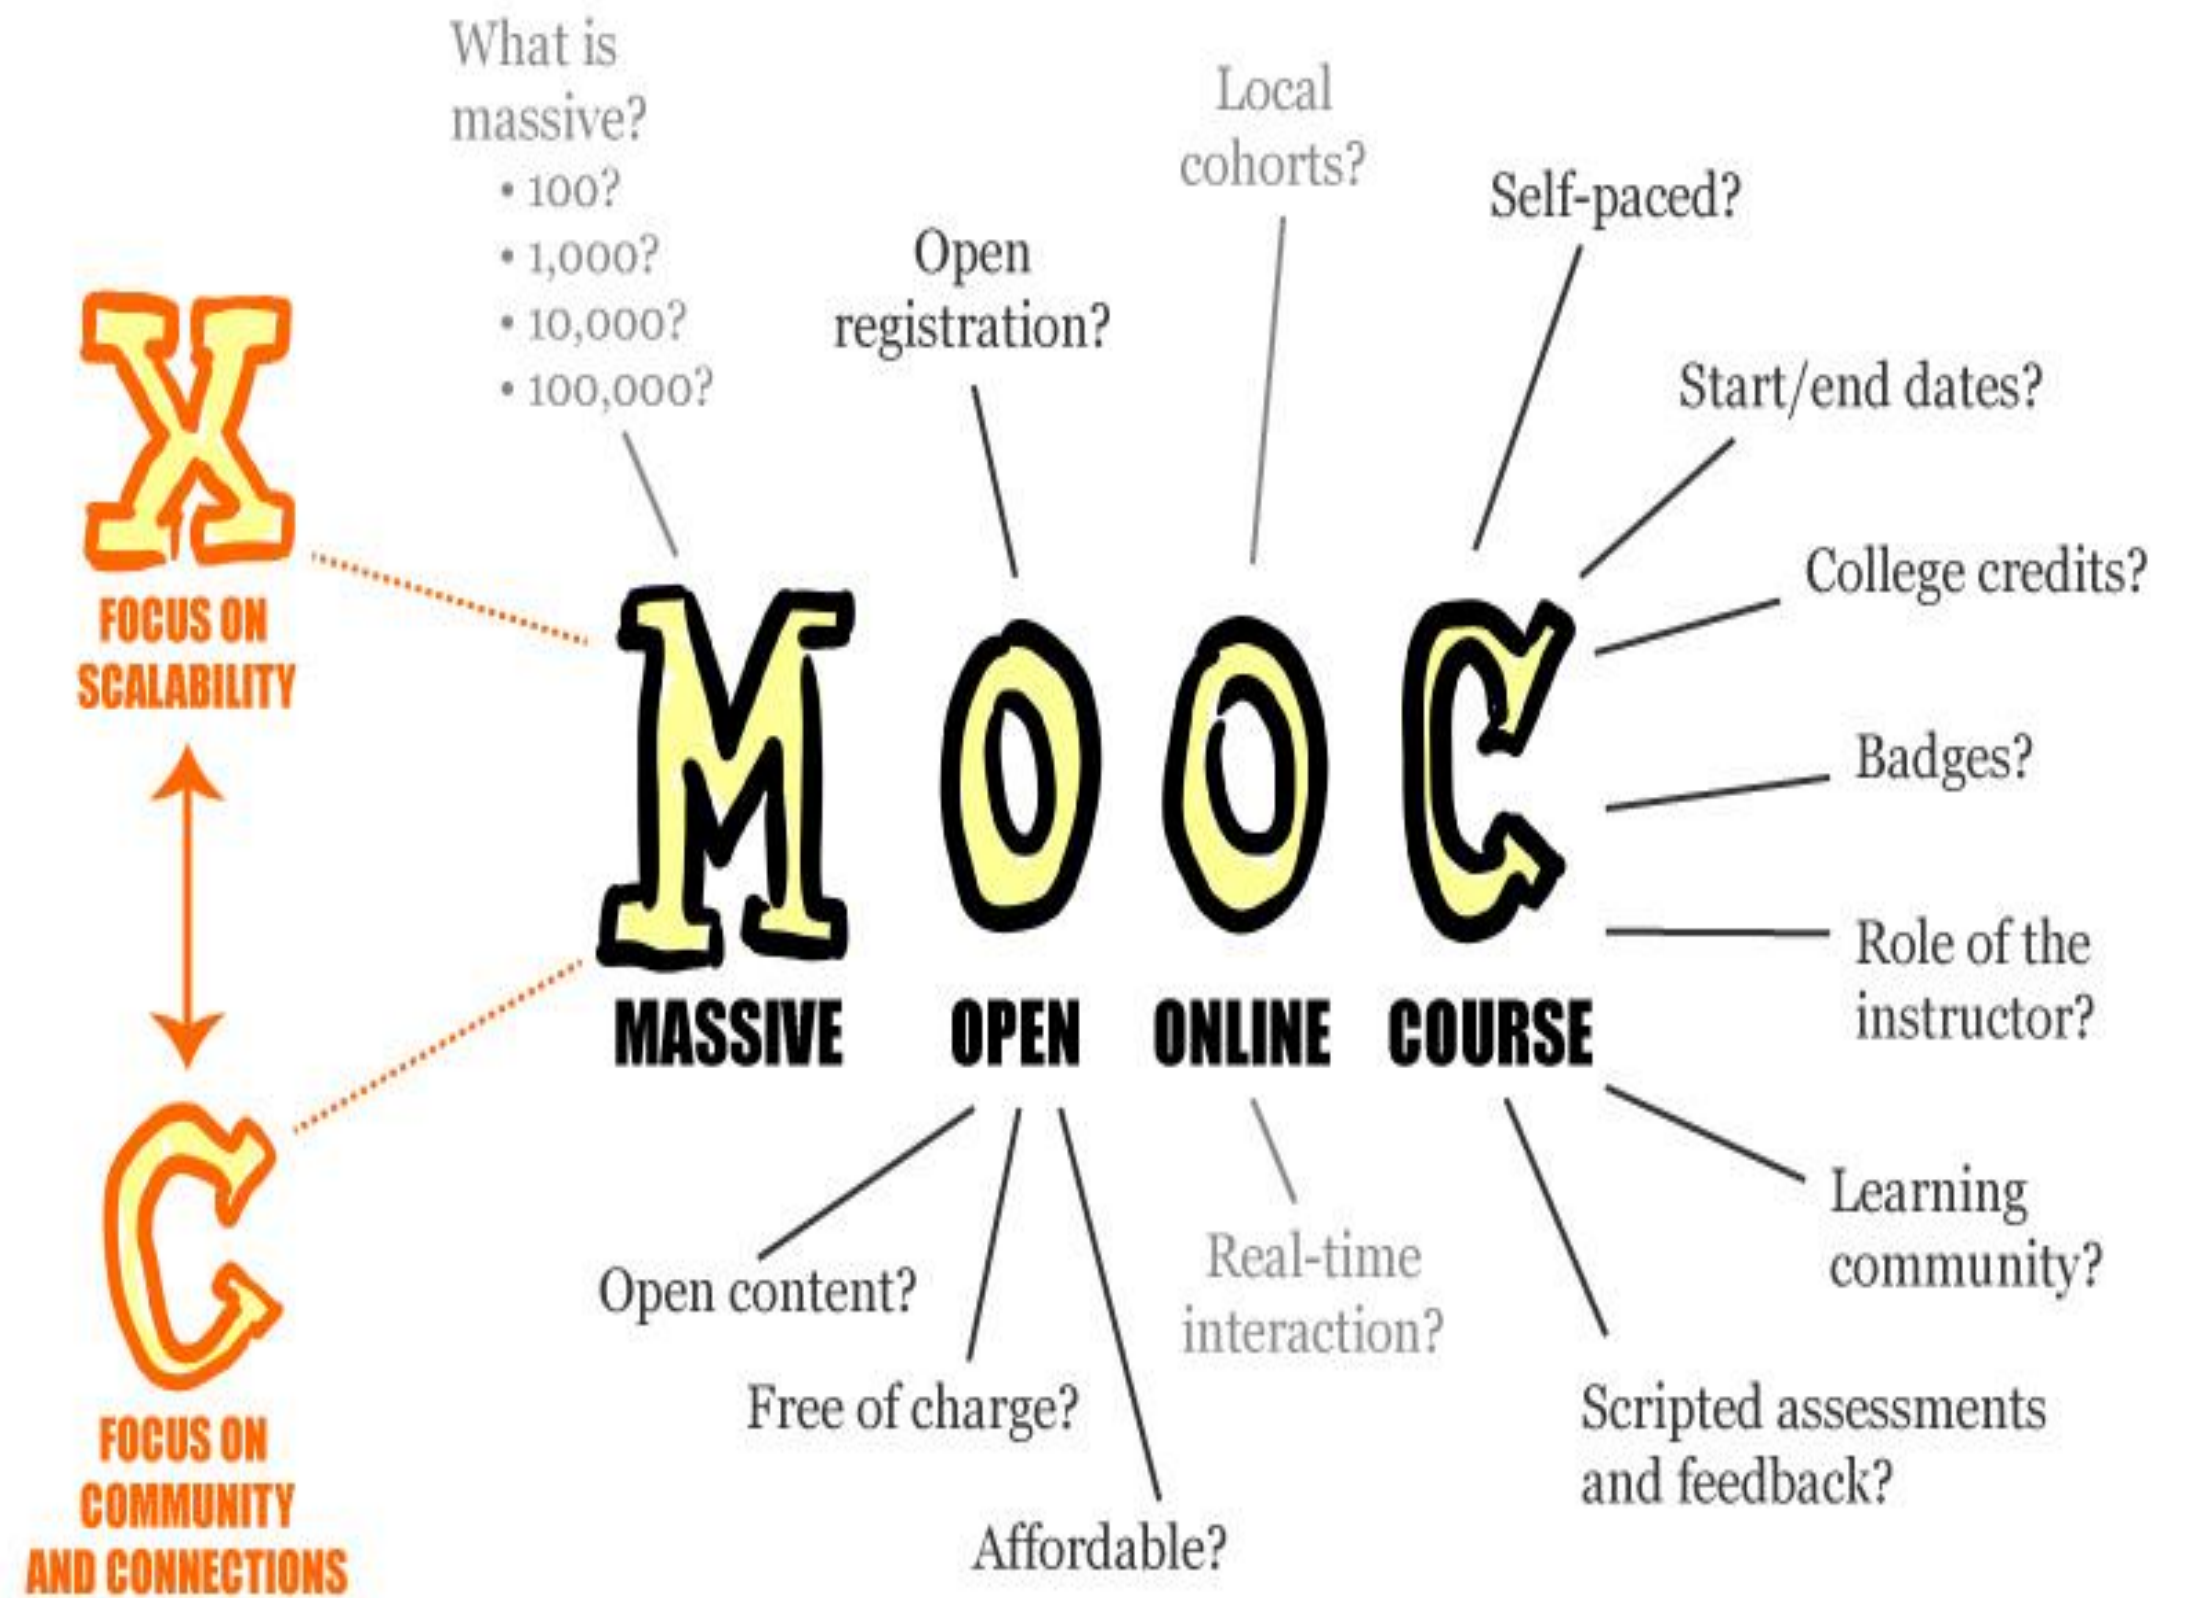 What is
massive?
• 100?
• 1,000?
• 10,000?
• 100,000?
Open
registration?
Local
cohorts?
Self-paced?
Start/end dates?
College credits?
Badges?
Role of the
instructor?
Learning
community?
Scripted assessments
and feedback?
X
FOCUS ON
SCALABILITY
C
FOCUS ON
COMMUNITY
AND CONNECTIONS
MOOC
MASSIVE OPEN ONLINE COURSE
Open content?
Free of charge?
Affordable?
Real-time
interaction?